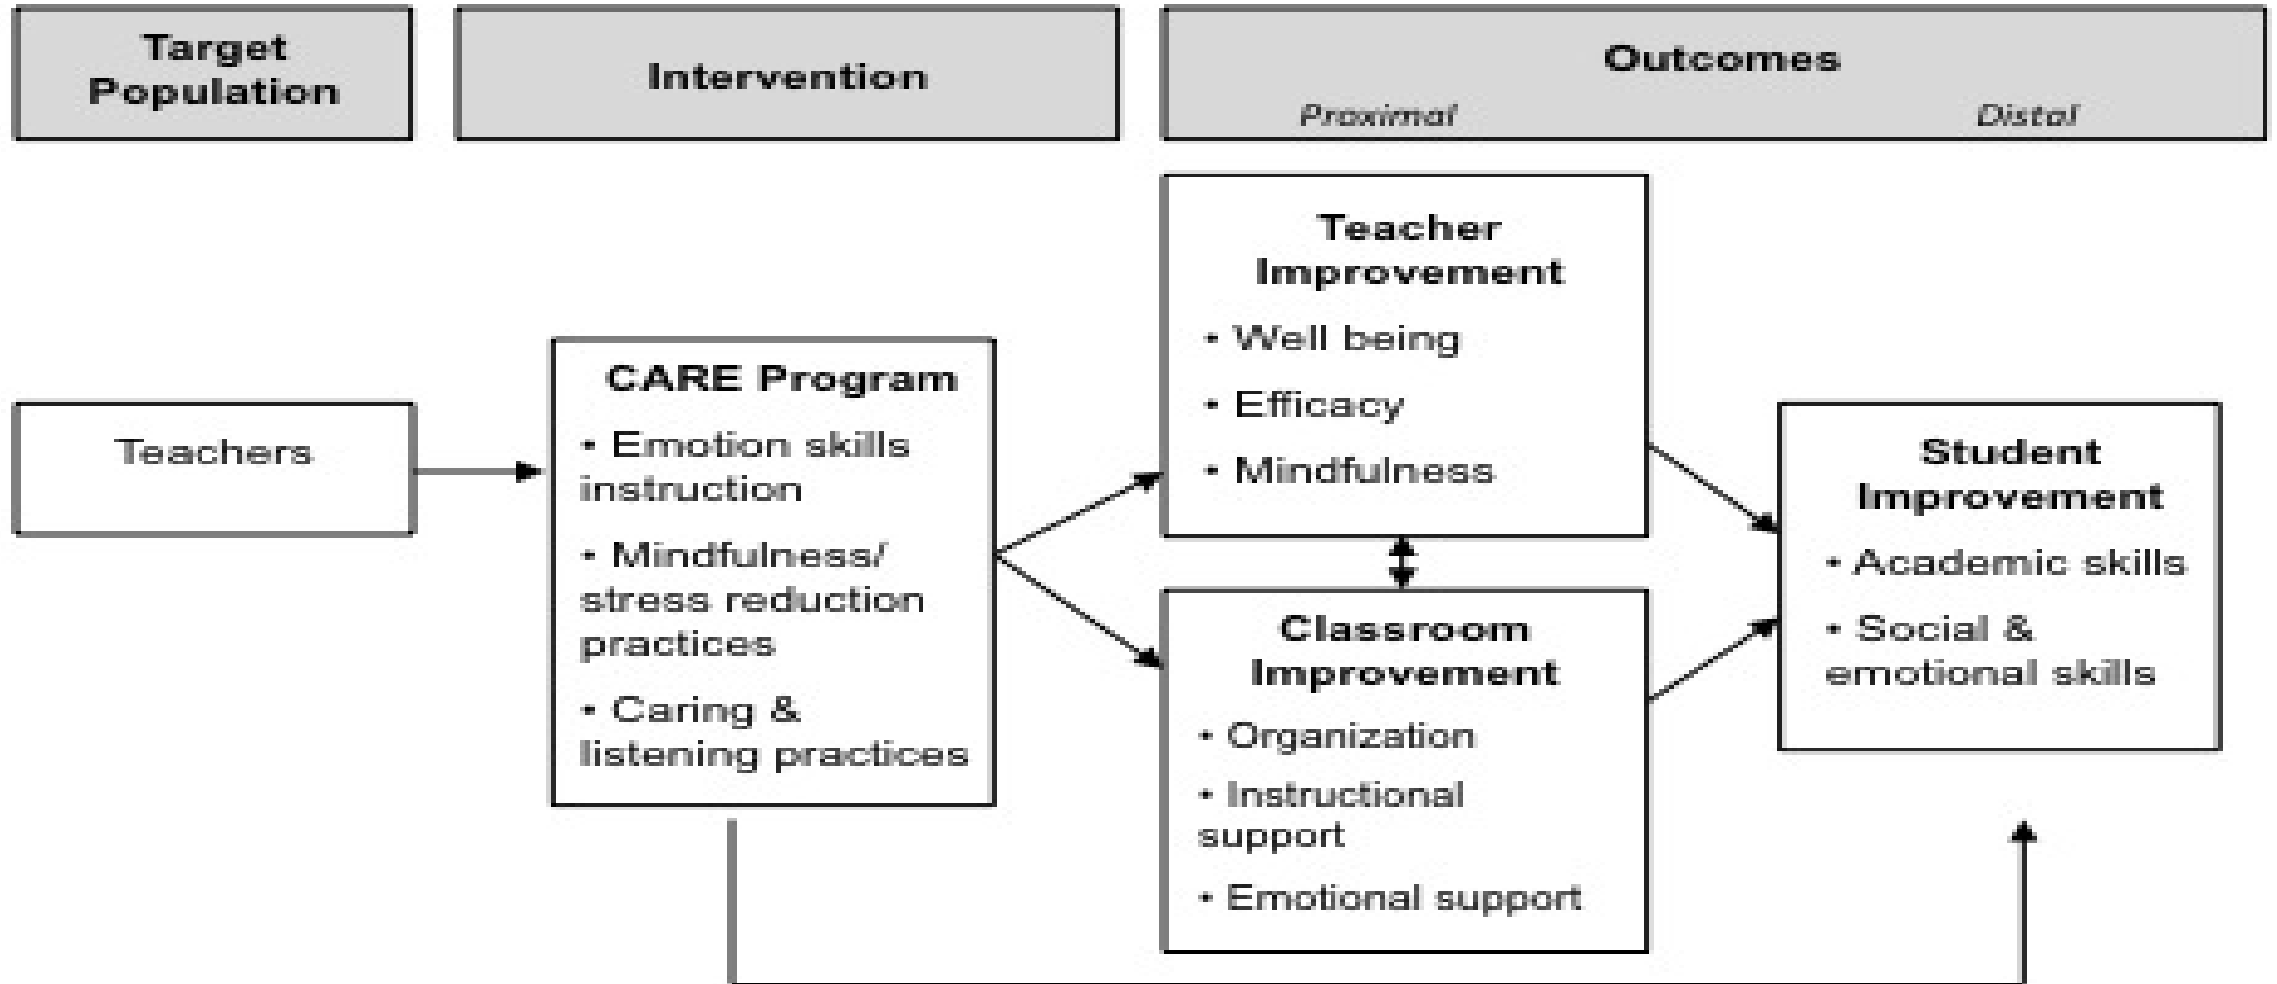 Target
Population
Intervention
Outcomes
Proximal
Distal
Teachers
CARE Program
• Emotion skills
instruction
• Mindfulness/
stress reduction
practices
• Caring &
listening practices
Teacher
Improvement
• Well being
• Efficacy
• Mindfulness
Classroom
Improvement
• Organization
• Instructional
support
• Emotional support
Student
Improvement
• Academic skills
• Social &
emotional skills